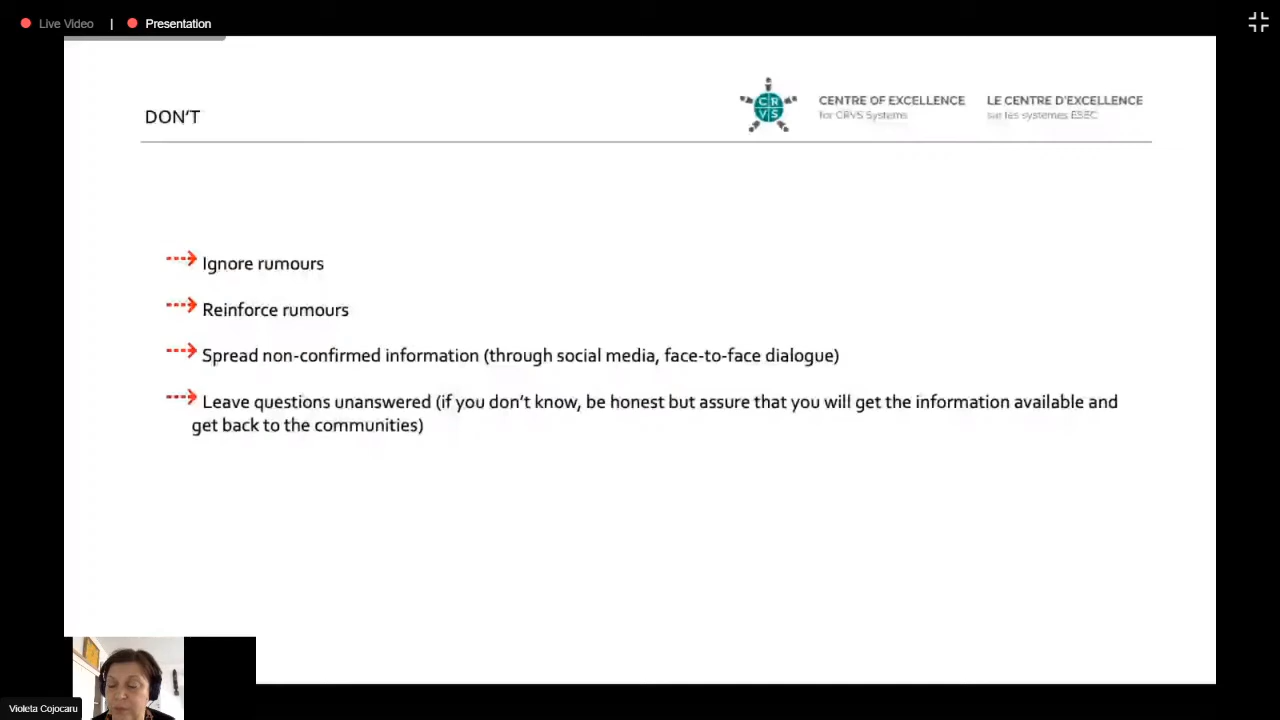 Live Video | Presentation
DON'T
CRVS
CENTRE OF EXCELLENCE
for CRVS Systems
LE CENTRE D'EXCELLENCE
sur les systèmes ESEC
Ignore rumours
Reinforce rumours
Spread non-confirmed information (through social media, face-to-face dialogue)
Leave questions unanswered (if you don't know, be honest but assure that you will get the information available and
get back to the communities)
Violeta Cojocaru